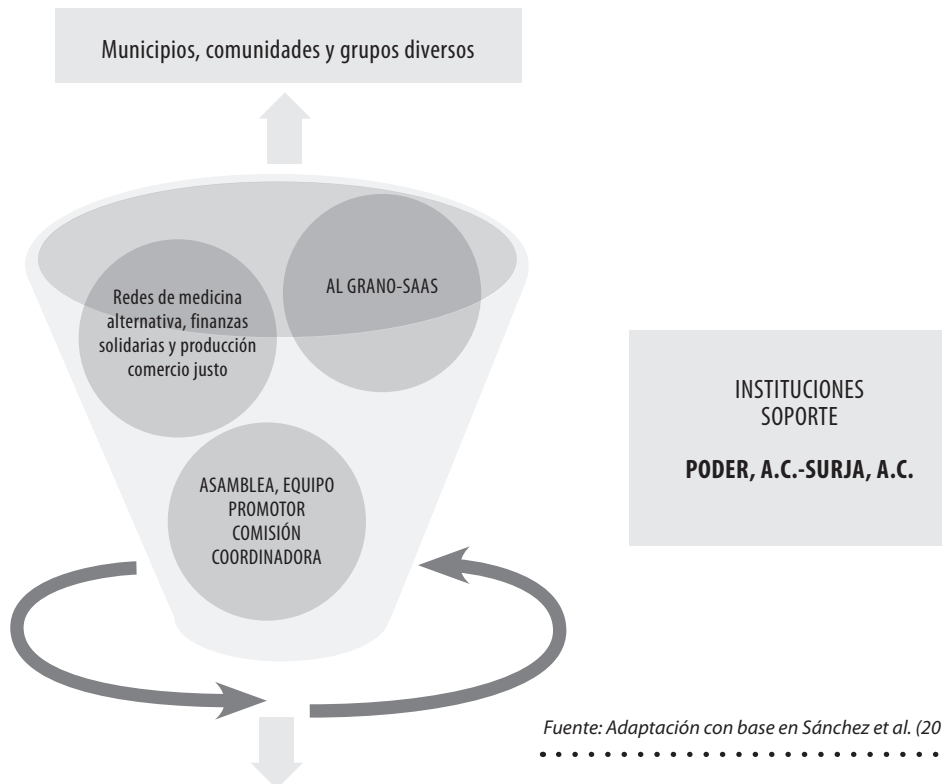 Municipios, comunidades y grupos diversos
Redes de medicina
alternativa, finanzas
solidarias y producción
comercio justo
AL GRANO-SAAS
ASAMBLEA, EQUIPO
PROMOTOR
COMISIÓN
COORDINADORA
INSTITUCIONES
SOPORTE
PODER, A.C.-SURJA, A.C.
Fuente: Adaptación con base en Sánchez et al. (20